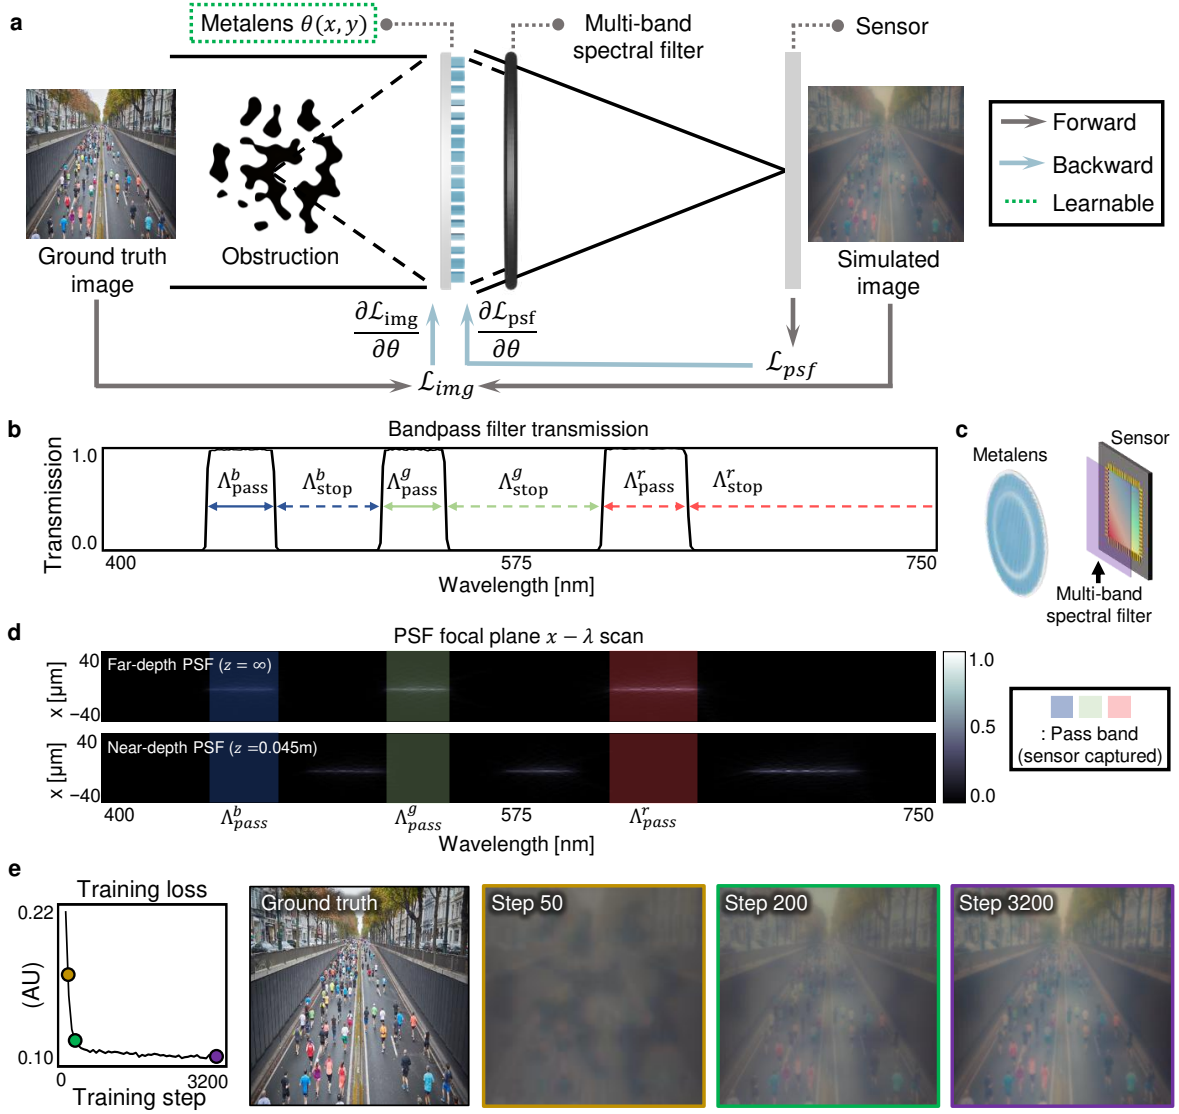 a
Metalens θ(x, y)
Multi-band
spectral filter
Sensor
Forward
Backward
Learnable
Ground truth
image
Obstruction
Simulated
image
∂ℒimg
∂θ
∂ℒpsf
∂θ
ℒimg
ℒpsf
b
Bandpass filter transmission
Transmission
1.0
0.0
Λᵇpass
Λᵇstop
Λᵍpass
Λᵍstop
Λʳpass
Λʳstop
400
575
750
Wavelength [nm]
c
Metalens
Sensor
Multi-band
spectral filter
d
PSF focal plane x − λ scan
x [μm]
40
−40
Far-depth PSF (z = ∞)
x [μm]
40
−40
Near-depth PSF (z =0.045m)
1.0
0.5
0.0
: Pass band
(sensor captured)
400
Λᵇpass
Λᵍpass
575
Λʳpass
750
Wavelength [nm]
e
Training loss
0.22
(AU)
0.10
0
3200
Training step
Ground truth
Step 50
Step 200
Step 3200